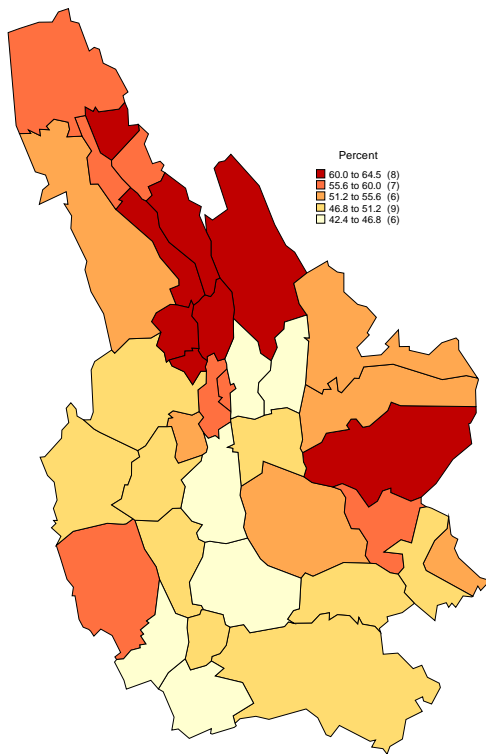 Percent
60.0 to 64.5 (8)
55.6 to 60.0 (7)
51.2 to 55.6 (6)
46.8 to 51.2 (9)
42.4 to 46.8 (6)